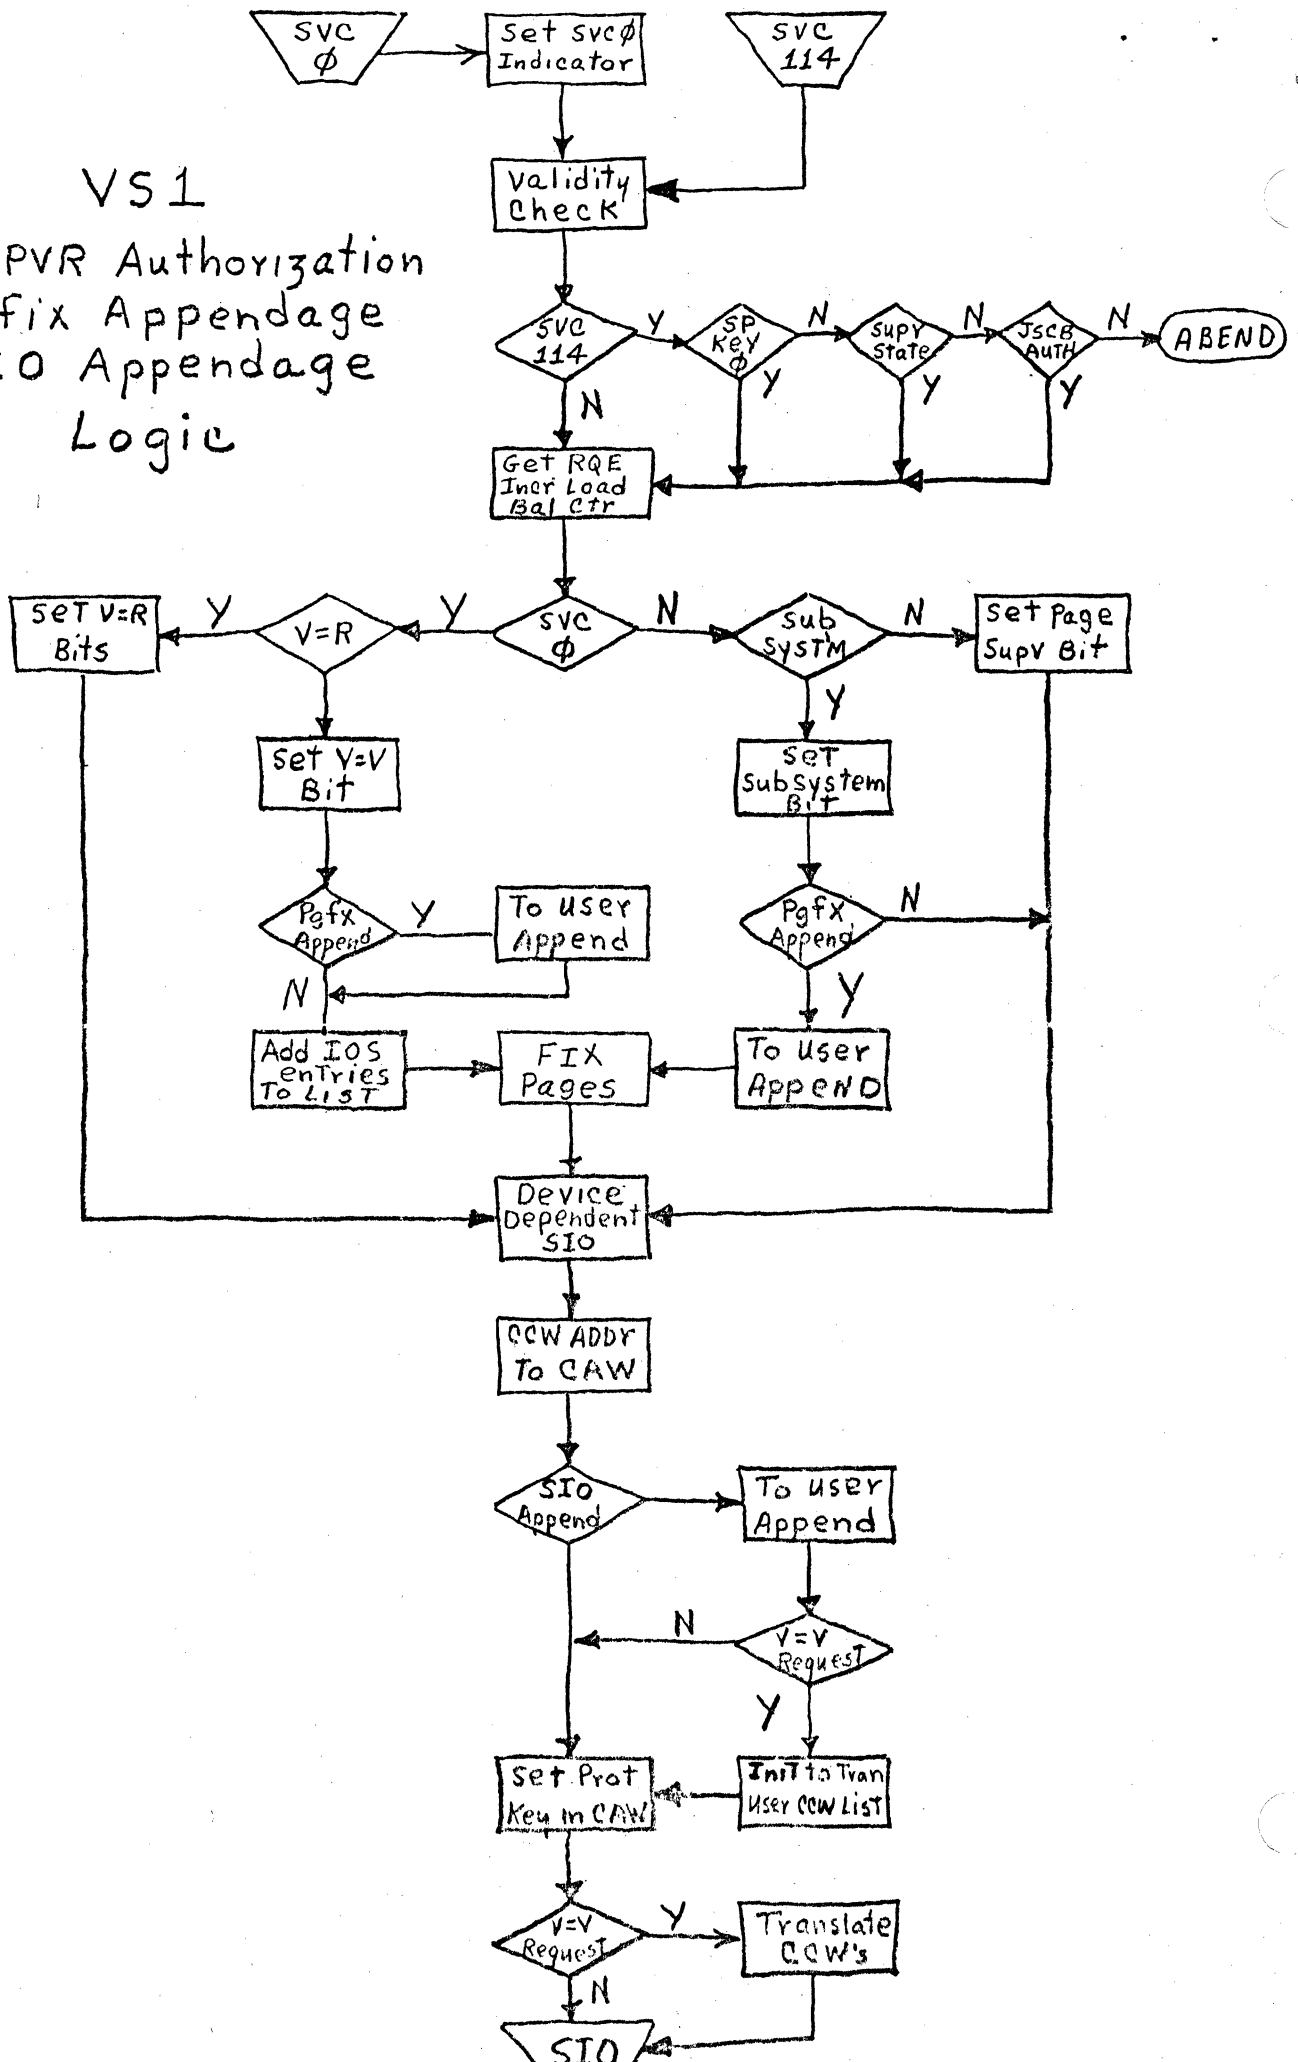 SVC
Ø
Set SVCØ
Indicator
SVC
114
VS1
PVR Authorization
fix Appendage
IO Appendage
Logic
Validity
Check
SVC
114
Y
SP
Key
Ø
N
Y
Supv
State
N
Y
JSCB
AUTH
N
Y
ABEND
N
Get RQE
Incr Load
Bal Ctr
SET V=R
Bits
Y
V=R
Y
SVC
Ø
N
Sub
SYSTM
N
Set Page
Supv Bit
Y
Set V=V
Bit
SET
Subsystem
Bit
Pgfx
Append
Y
To User
Append
N
Pgfx
Append
N
Y
Add IOS
enTries
To LIST
FIX
Pages
To User
APPeND
Device
Dependent
SIO
CCW ADDr
To CAW
SIO
Append
To User
Append
V=V
RequesT
N
Y
Set Prot
Key in CAW
InIT to Tran
User CCW LisT
V=V
RequesT
Y
N
Translate
CCW's
SIO